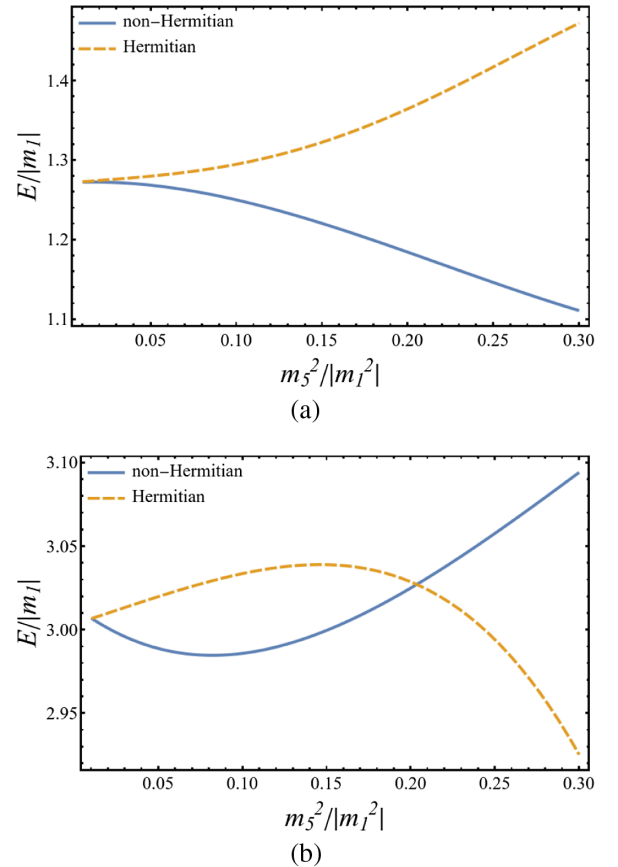 non−Hermitian
Hermitian
1.4
1.3
1.2
1.1
E/|m₁|
0.05 0.10 0.15 0.20 0.25 0.30
m₅²/|m₁²|
(a)
3.10
non−Hermitian
Hermitian
3.05
3.00
2.95
E/|m₁|
0.05 0.10 0.15 0.20 0.25 0.30
m₅²/|m₁²|
(b)